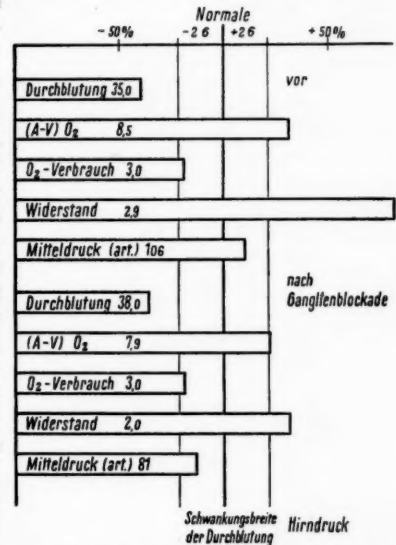 Normale
- 50% - 2 6 + 2 6 + 50%
vor
Durchblutung 35,0
(A-V) O₂ 8,5
O₂-Verbrauch 3,0
Widerstand 2,9
Mitteldruck (art.) 106
nach
Ganglienblockade
Durchblutung 38,0
(A-V) O₂ 7,9
O₂-Verbrauch 3,0
Widerstand 2,0
Mitteldruck (art.) 81
Schwankungsbreite
der Durchblutung
Hirndruck